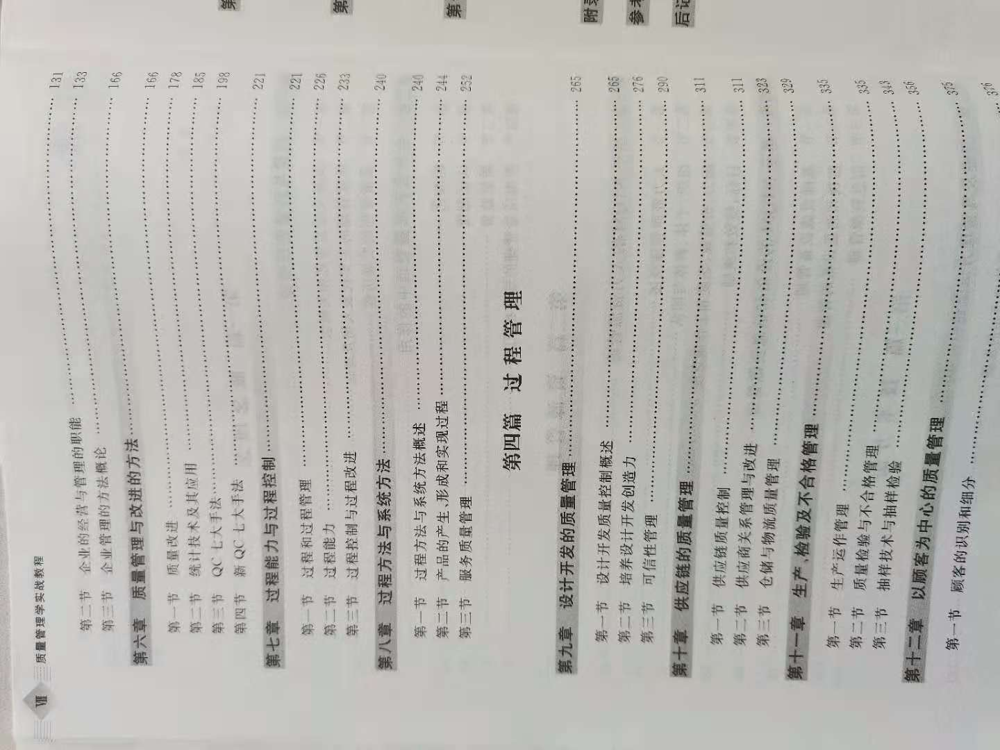 Ⅷ 质量管理学实战教程
131
第二节 企业的经营与管理的职能 133
第三节 企业管理的方法概论 166
第六章 质量管理与改进的方法 166
第一节 质量改进 178
第二节 统计技术及其应用 185
第三节 QC 七大手法 198
第四节 新 QC 七大手法 221
第七章 过程能力与过程控制 221
第一节 过程和过程管理 226
第二节 过程能力 233
第三节 过程控制与过程改进 240
第八章 过程方法与系统方法 240
第一节 过程方法与系统方法概述 244
第二节 产品的产生、形成和实现过程 252
第三节 服务质量管理
第四篇 过程管理
第九章 设计开发的质量管理 265
第一节 设计开发质量控制概述 265
第二节 培养设计开发创造力 276
第三节 可信性管理 290
第十章 供应链的质量管理 311
第一节 供应链质量控制 311
第二节 供应商关系管理与改进 323
第三节 仓储与物流质量管理 329
第十一章 生产、检验及不合格管理 335
第一节 生产运作管理 335
第二节 质量检验与不合格管理 343
第三节 抽样技术与抽样检验 356
第十二章 以顾客为中心的质量管理 376
第一节 顾客的识别和细分 376
附录
后记